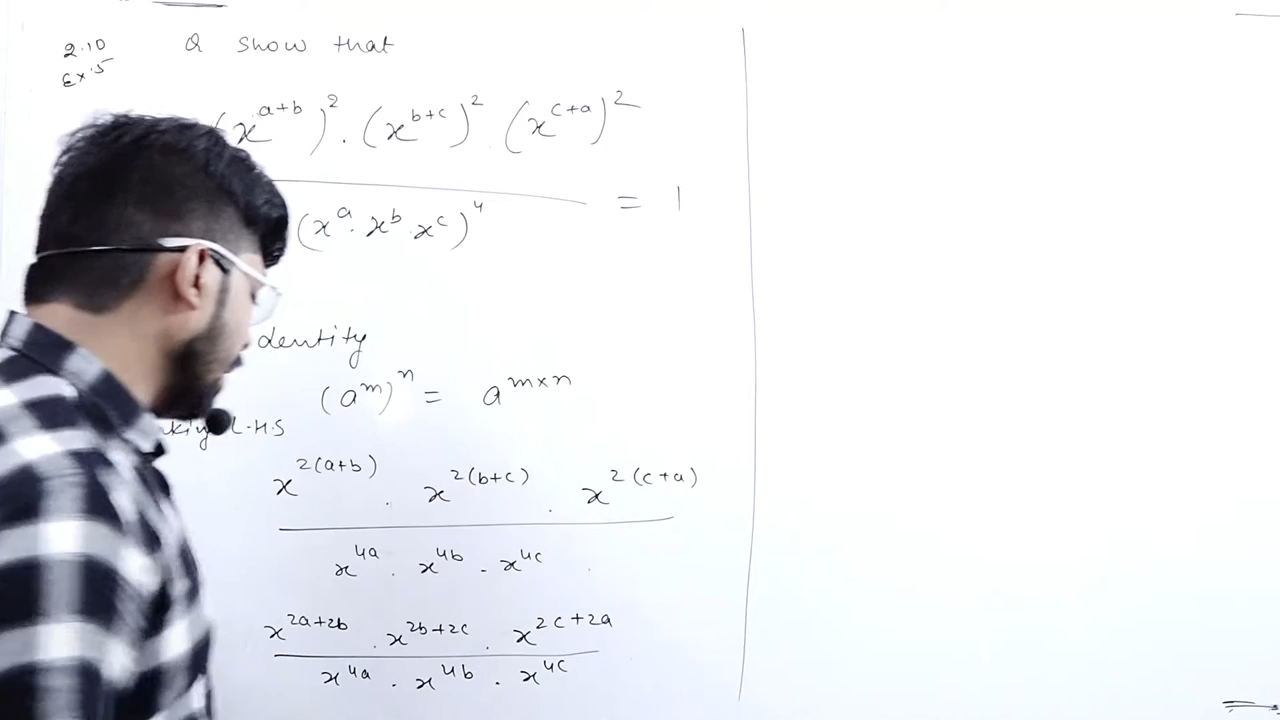 2.10 Q show that
Ex.5
(x^{a+b})^2 . (x^{b+c})^2 . (x^{c+a})^2
(x^a . x^b . x^c)^4 = 1
dentity
(a^m)^n = a^{m×n}
L.H.S
x^{2(a+b)} . x^{2(b+c)} . x^{2(c+a)}
x^{4a} . x^{4b} . x^{4c}
x^{2a+2b} . x^{2b+2c} . x^{2c+2a}
x^{4a} . x^{4b} . x^{4c}